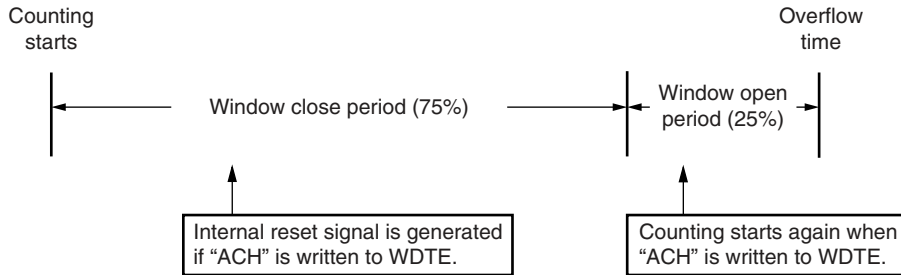 Counting
starts
Overflow
time
Window close period (75%)
Window open
period (25%)
Internal reset signal is generated
if “ACH” is written to WDTE.
Counting starts again when
“ACH” is written to WDTE.